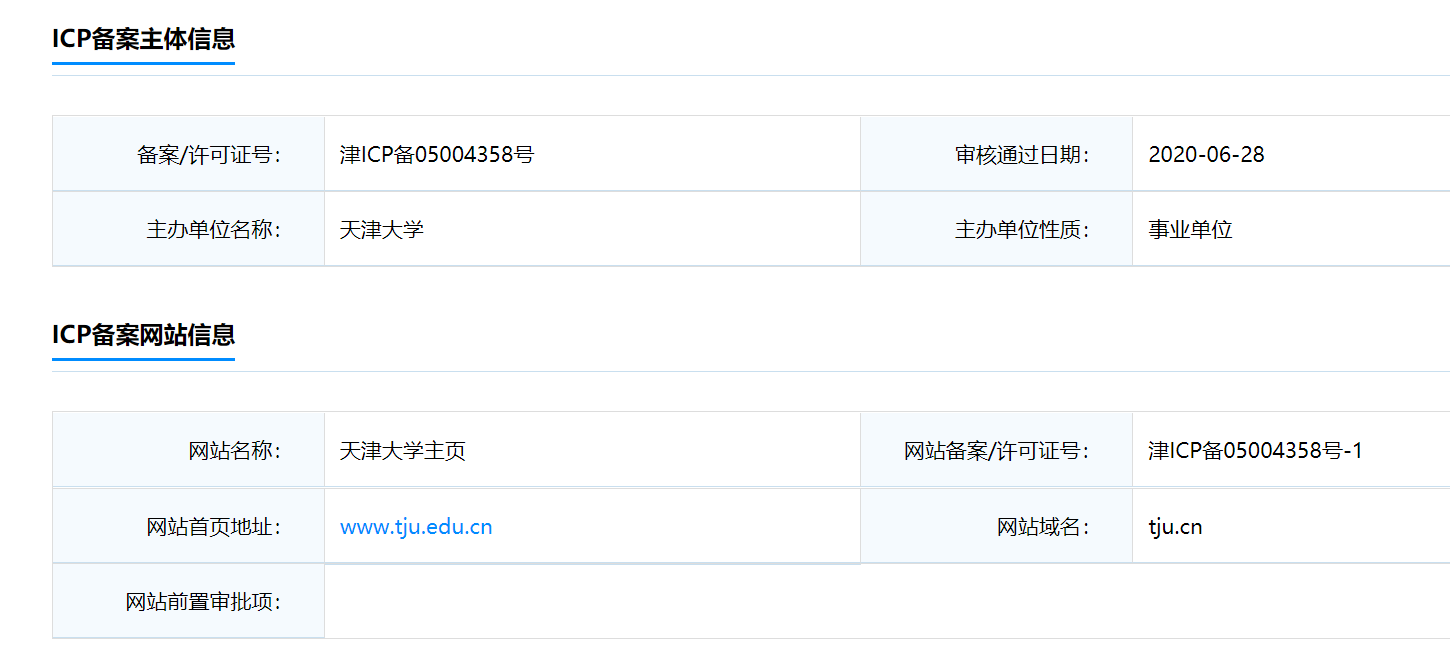 ICP备案主体信息
备案/许可证号： 津ICP备05004358号 审核通过日期： 2020-06-28
主办单位名称： 天津大学 主办单位性质： 事业单位
ICP备案网站信息
网站名称： 天津大学主页 网站备案/许可证号： 津ICP备05004358号-1
网站首页地址： www.tju.edu.cn 网站域名： tju.cn
网站前置审批项：